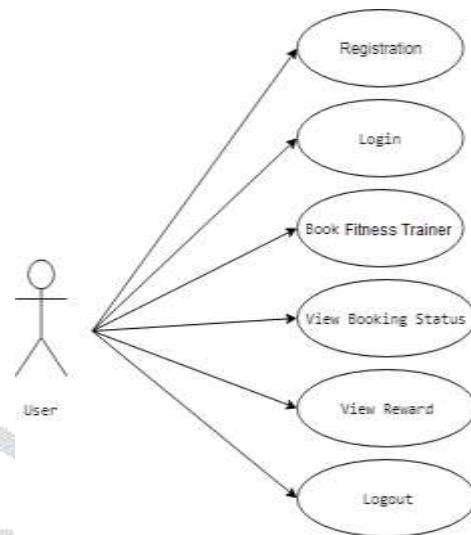 Registration
Login
Book Fitness Trainer
View Booking Status
User
View Reward
Logout